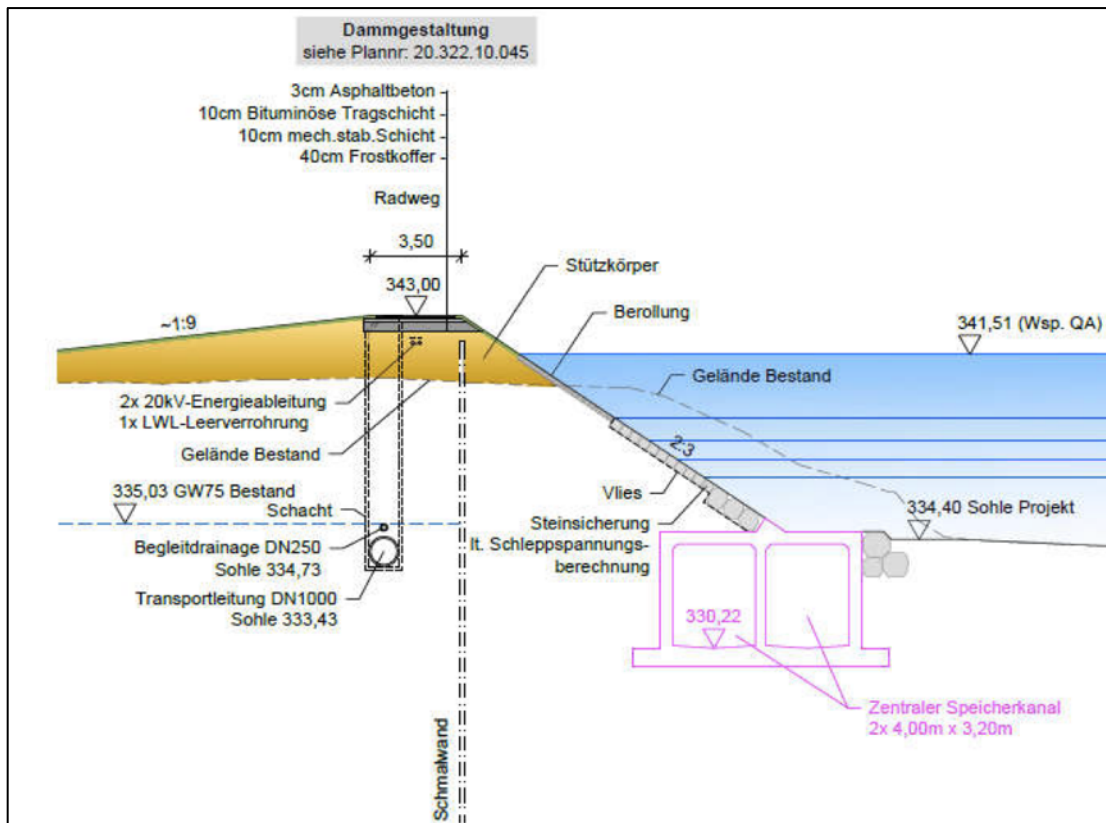 Dammgestaltung
siehe Plannr: 20.322.10.045
3cm Asphaltbeton
10cm Bituminöse Tragschicht
10cm mech.stab.Schicht
40cm Frostkoffer
Radweg
3,50
343,00
Stützkörper
Berollung
~1:9
341,51 (Wsp. QA)
Gelände Bestand
2x 20kV-Energieableitung
1x LWL-Leerverrohrung
Gelände Bestand
2:3
335,03 GW75 Bestand
Schacht
Vlies
334,40 Sohle Projekt
Steinsicherung
lt. Schleppspannungs-
berechnung
Begleitdrainage DN250
Sohle 334,73
Transportleitung DN1000
Sohle 333,43
330,22
Zentraler Speicherkanal
2x 4,00m x 3,20m
Schmalwand